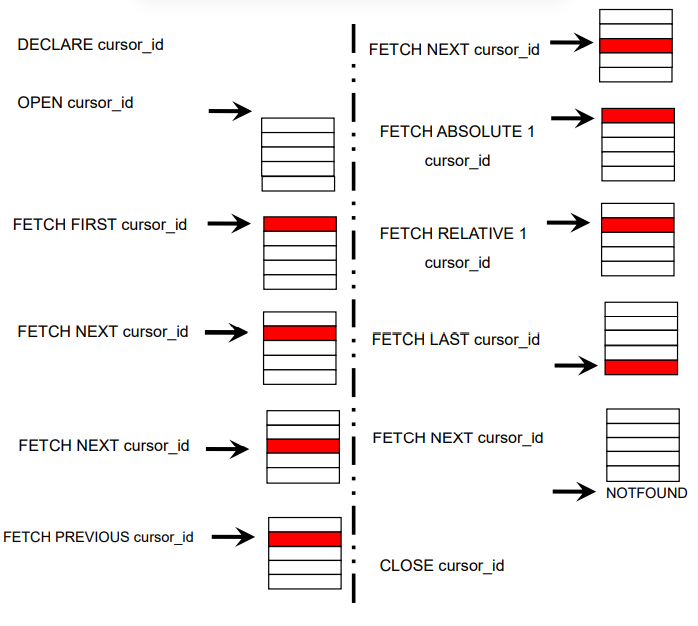 DECLARE cursor_id
OPEN cursor_id
FETCH FIRST cursor_id
FETCH NEXT cursor_id
FETCH NEXT cursor_id
FETCH PREVIOUS cursor_id
FETCH NEXT cursor_id
FETCH ABSOLUTE 1
cursor_id
FETCH RELATIVE 1
cursor_id
FETCH LAST cursor_id
FETCH NEXT cursor_id
NOTFOUND
CLOSE cursor_id